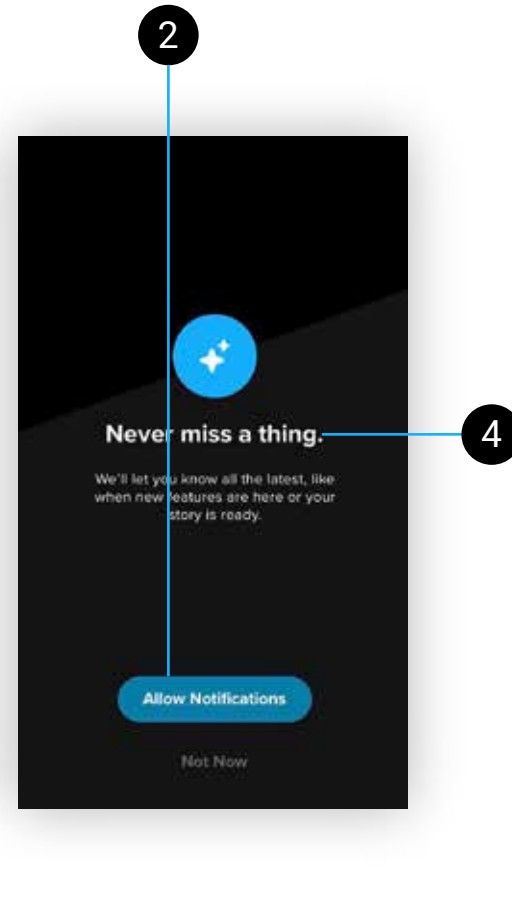 2
Never miss a thing.
4
We'll let you know all the latest, like
when new features are here or your
story is ready.
Allow Notifications
Not Now